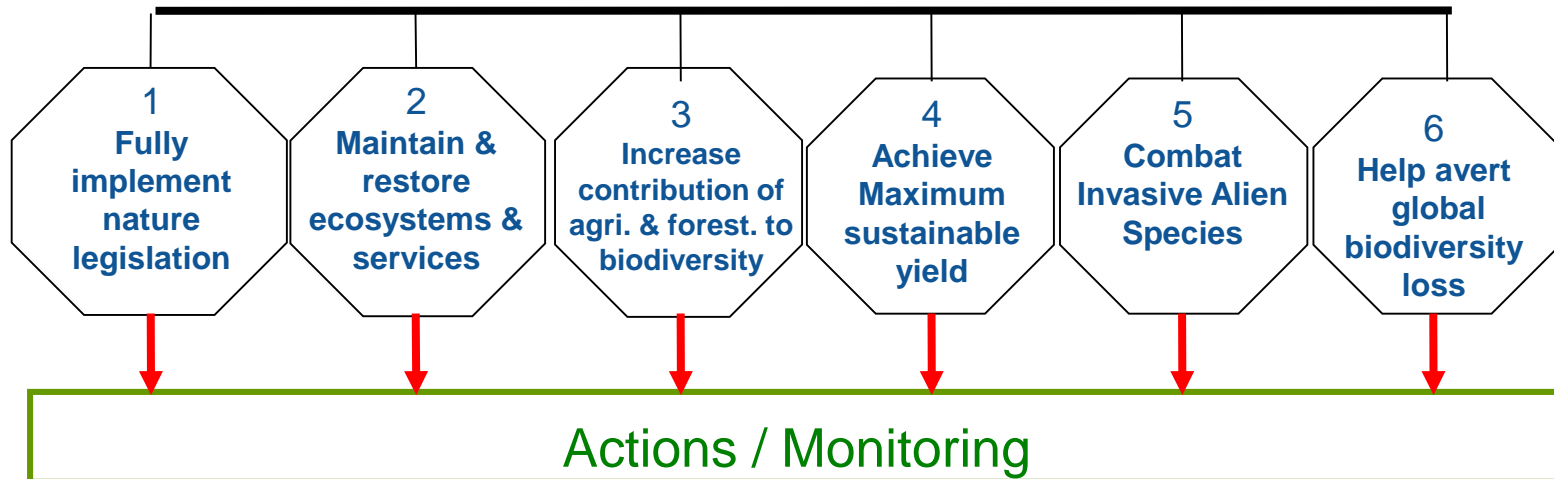 1
Fully
implement
nature
legislation
2
Maintain &
restore
ecosystems &
services
3
Increase
contribution of
agri. & forest. to
biodiversity
4
Achieve
Maximum
sustainable
yield
5
Combat
Invasive Alien
Species
6
Help avert
global
biodiversity
loss
Actions / Monitoring